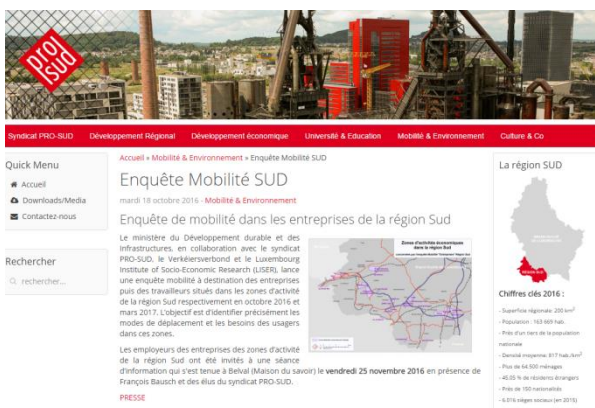 PRO SUD
Syndicat PRO-SUD Développement Régional Développement économique Université & Education Mobilité & Environnement Culture & Co
Quick Menu
Accueil
Downloads/Media
Contactez-nous
Rechercher
rechercher...
Accueil » Mobilité & Environnement » Enquête Mobilité SUD
Enquête Mobilité SUD
mardi 18 octobre 2016 - Mobilité & Environnement
Enquête de mobilité dans les entreprises de la région Sud
Le ministère du Développement durable et des
Infrastructures, en collaboration avec le syndicat
PRO-SUD, le Verkéiersverbond et le Luxembourg
Institute of Socio-Economic Research (LISER), lance
une enquête mobilité à destination des entreprises
puis des travailleurs situés dans les zones d'activité
de la région Sud respectivement en octobre 2016 et
mars 2017. L'objectif est d'identifier précisément les
modes de déplacement et les besoins des usagers
dans ces zones.
Zones d'activités économiques
dans la région Sud
Les employeurs des entreprises des zones d'activité
de la région Sud ont été invités à une séance
d'information qui s'est tenue à Belval (Maison du savoir) le vendredi 25 novembre 2016 en présence de
François Bausch et des élus du syndicat PRO-SUD.
PRESSE
La région SUD
RÉGION SUD
Chiffres clés 2016 :
- Superficie régionale: 200 km²
- Population : 163 669 hab.
- Près d'un tiers de la population
nationale
- Densité moyenne: 817 hab./km²
- Plus de 64.500 ménages
- 45.05 % de résidents étrangers
- Près de 150 nationalités
- 6.016 sièges sociaux (en 2015)